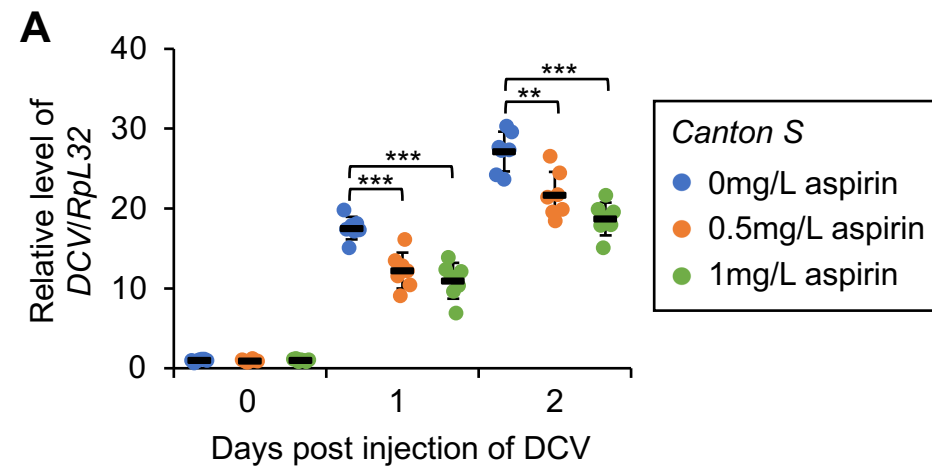 A
Relative level of
DCV/RpL32
40
30
20
10
0
***
***
***
**
0
1
2
Days post injection of DCV
Canton S
0mg/L aspirin
0.5mg/L aspirin
1mg/L aspirin